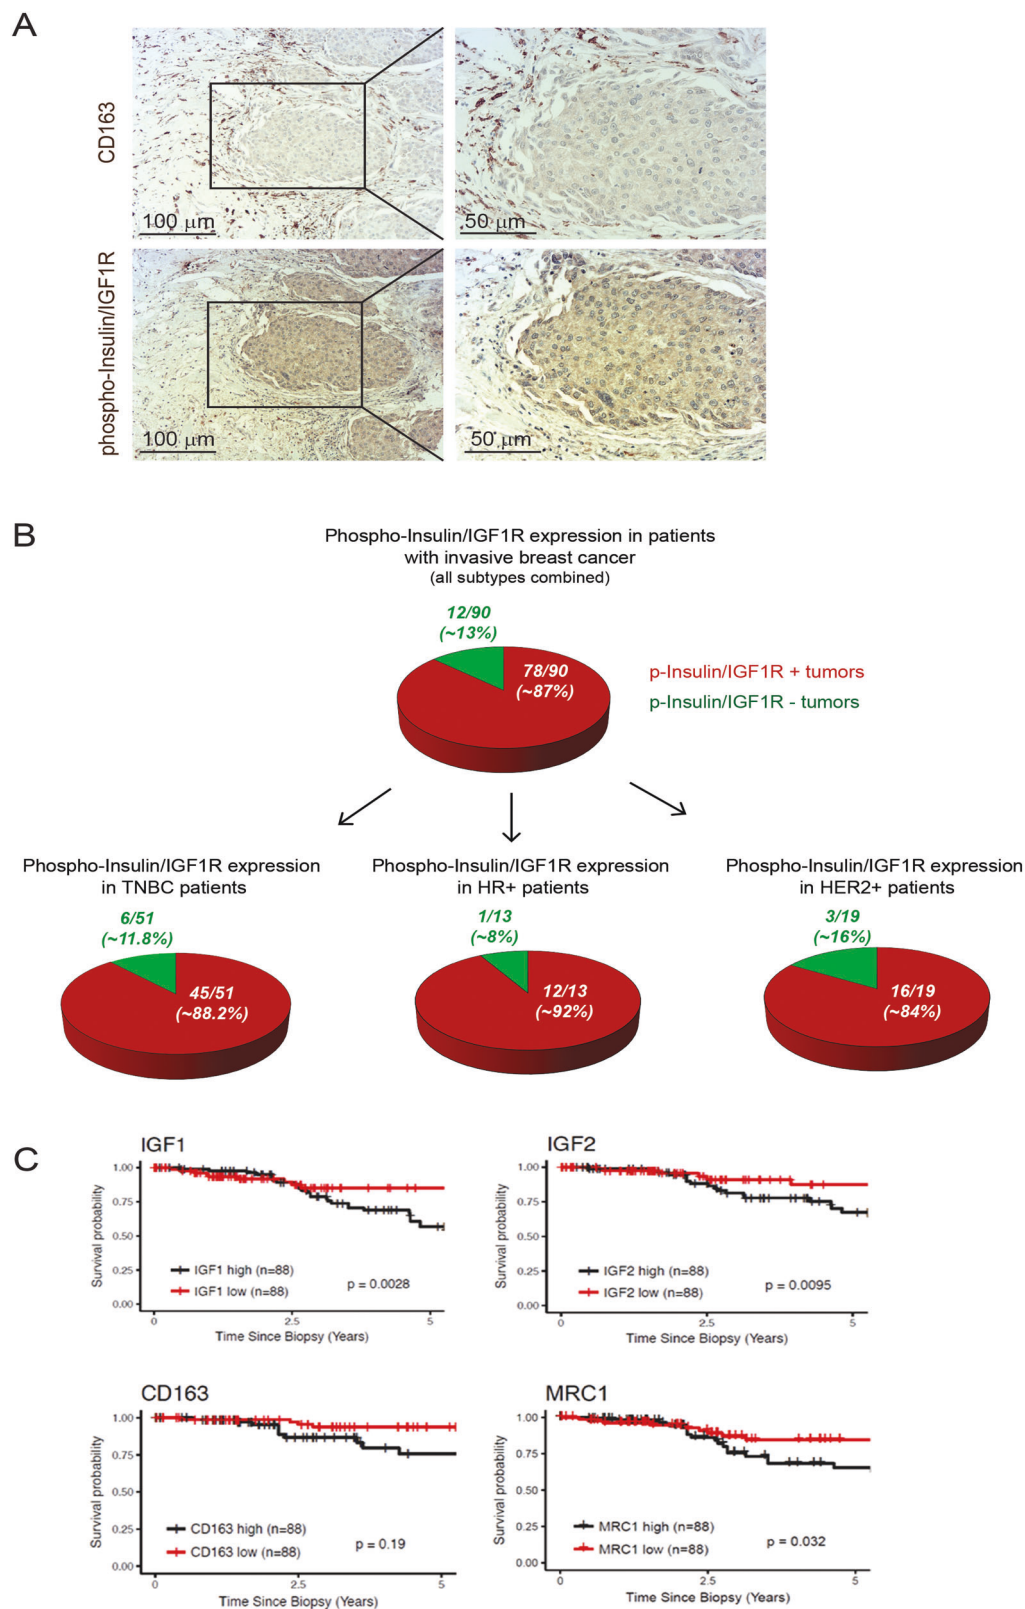 A
CD163
100 μm
50 μm
phospho-Insulin/IGF1R
100 μm
50 μm
B
Phospho-Insulin/IGF1R expression in patients
with invasive breast cancer
(all subtypes combined)
12/90
(~13%)
78/90
(~87%)
p-Insulin/IGF1R + tumors
p-Insulin/IGF1R - tumors
Phospho-Insulin/IGF1R expression
in TNBC patients
6/51
(~11.8%)
45/51
(~88.2%)
Phospho-Insulin/IGF1R expression
in HR+ patients
1/13
(~8%)
12/13
(~92%)
Phospho-Insulin/IGF1R expression
in HER2+ patients
3/19
(~16%)
16/19
(~84%)
C
IGF1
Survival probability
1.00
0.75
0.50
0.25
0.00
IGF1 high (n=88)
IGF1 low (n=88)
p = 0.0028
0
2.5
5
Time Since Biopsy (Years)
IGF2
Survival probability
1.00
0.75
0.50
0.25
0.00
IGF2 high (n=88)
IGF2 low (n=88)
p = 0.0095
0
2.5
5
Time Since Biopsy (Years)
CD163
Survival probability
1.00
0.75
0.50
0.25
0.00
CD163 high (n=88)
CD163 low (n=88)
p = 0.19
0
2.5
5
Time Since Biopsy (Years)
MRC1
Survival probability
1.00
0.75
0.50
0.25
0.00
MRC1 high (n=88)
MRC1 low (n=88)
p = 0.032
0
2.5
5
Time Since Biopsy (Years)